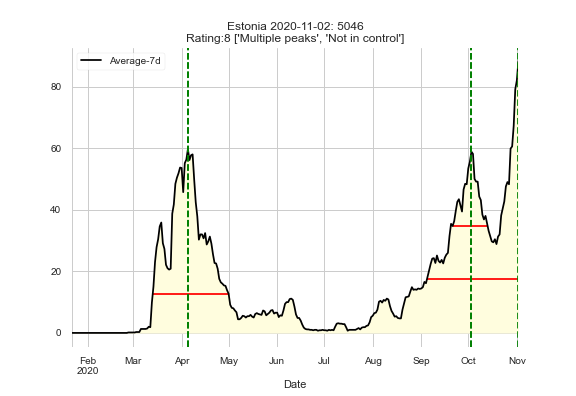 Estonia 2020-11-02: 5046
Rating:8 ['Multiple peaks', 'Not in control']
Average-7d
80
60
40
20
0
Feb Mar Apr May Jun Jul Aug Sep Oct Nov
2020
Date